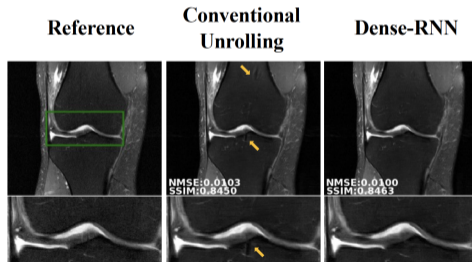 Reference
Conventional
Unrolling
Dense-RNN
NMSE:0.0103
SSIM:0.8450
NMSE:0.0100
SSIM:0.8463